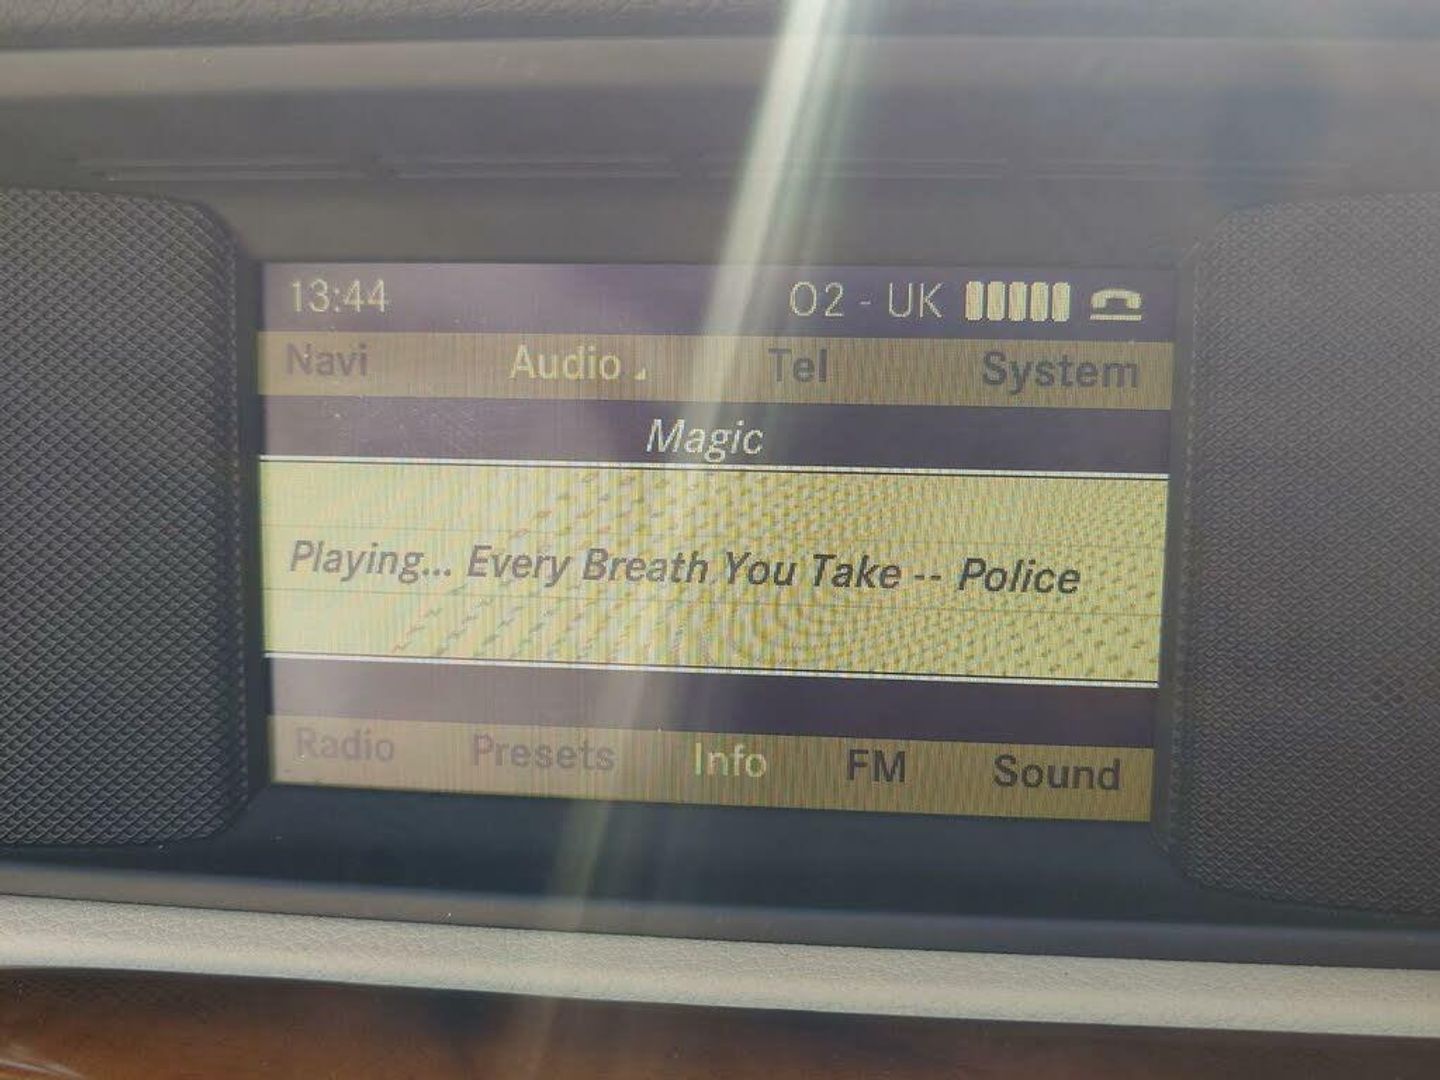 13:44 O2 - UK
Navi Audio Tel System
Magic
Playing... Every Breath You Take -- Police
Radio Presets Info FM Sound